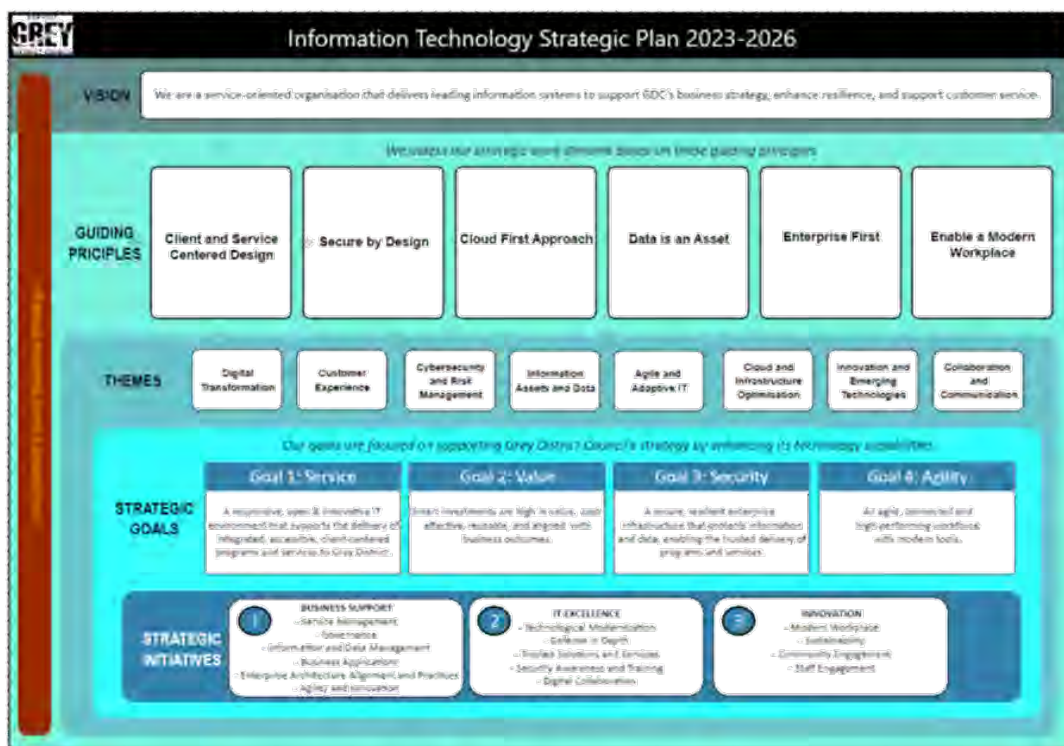 GREY
Information Technology Strategic Plan 2023-2026
VISION
We are a service-oriented organisation that delivers leading information systems to support GDC's business strategy, enhance resilience, and support customer service.
We assess our strategic work based on these guiding principles
GUIDING
PRICIPLES
Client and Service
Centered Design
Secure by Design
Cloud First Approach
Data is an Asset
Enterprise First
Enable a Modern
Workplace
THEMES
Digital
Transformation
Customer
Experience
Cybersecurity
and Risk
Management
Information
Assets and Data
Agile and
Adaptive IT
Cloud and
Infrastructure
Optimisation
Innovation and
Emerging
Technologies
Collaboration
and
Communication
Our goals are focused on supporting Grey District Council's strategy by enhancing its technology capabilities
STRATEGIC
GOALS
Goal 1: Service
A responsive, open & innovative IT
environment that supports the delivery of
integrated, accessible, client-centered
programs and services to Grey District.
Goal 2: Value
Smart investments are high in value, cost
effective, reusable, and aligned with
business outcomes.
Goal 3: Security
A secure, resilient enterprise
infrastructure that protects information
and data, enabling the trusted delivery of
programs and services.
Goal 4: Agility
An agile, connected and
high-performing workforce
with modern tools.
STRATEGIC
INITIATIVES
1
BUSINESS SUPPORT
- Service Management
- Governance
- Information and Data Management
- Business Applications
- Enterprise Architecture Alignment and Practices
- Agility and Innovation
2
IT EXCELLENCE
- Technological Modernisation
- Defense in Depth
- Trusted Solutions and Services
- Security Awareness and Training
- Digital Collaboration
3
INNOVATION
- Modern Workplace
- Sustainability
- Community Engagement
- Staff Engagement